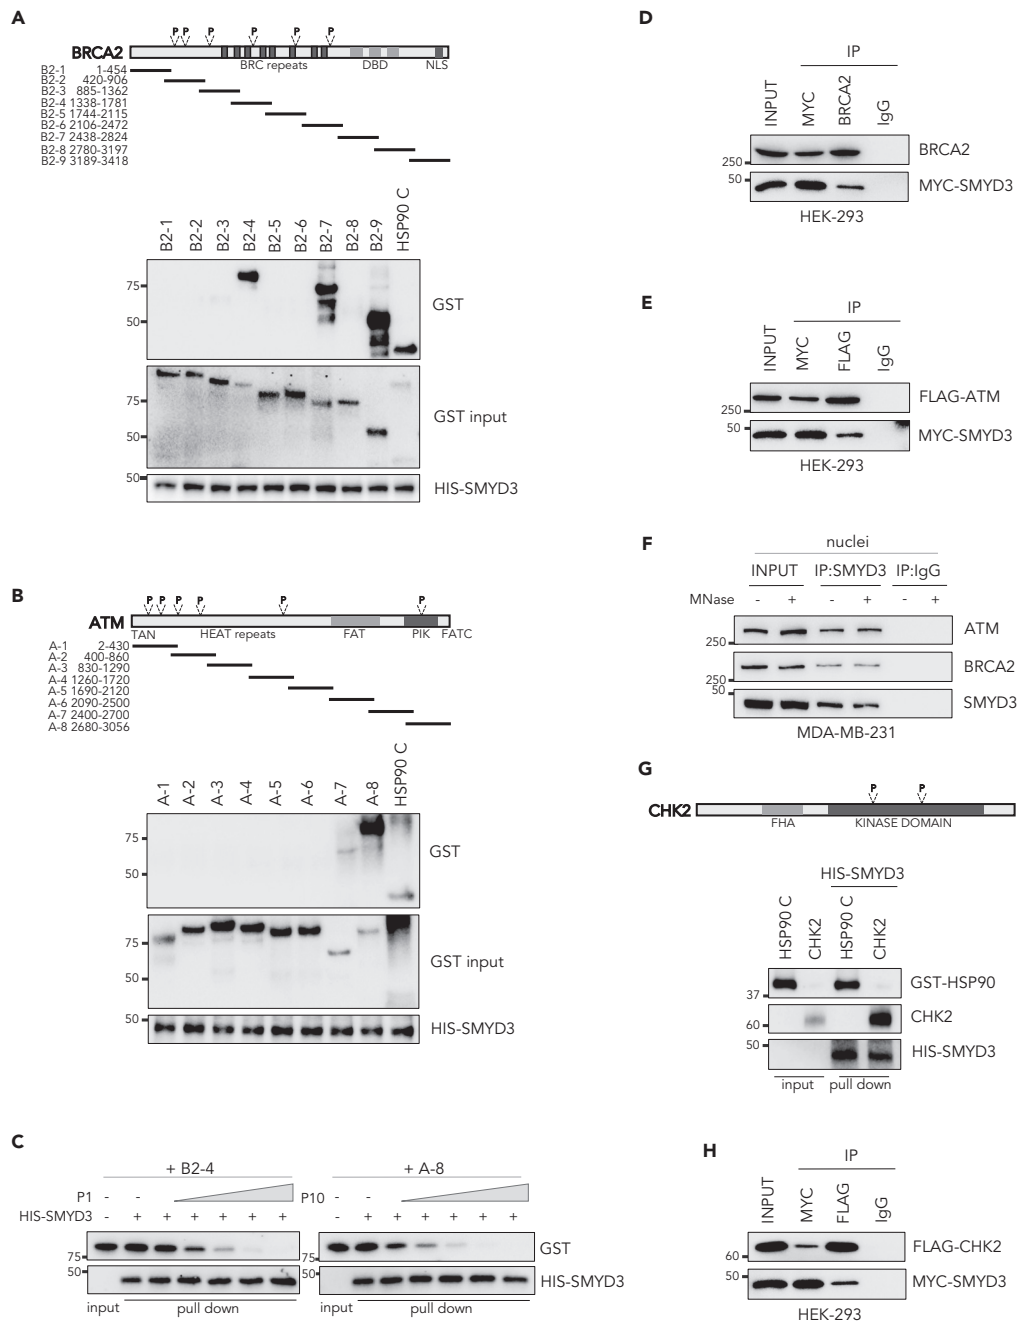 A
P P P P P P
BRCA2
BRC repeats DBD NLS
B2-1 1-454
B2-2 420-906
B2-3 885-1362
B2-4 1338-1781
B2-5 1744-2115
B2-6 2106-2472
B2-7 2438-2824
B2-8 2780-3197
B2-9 3189-3418
B2-1 B2-2 B2-3 B2-4 B2-5 B2-6 B2-7 B2-8 B2-9 HSP90 C
75
50
GST
75
50
GST input
50
HIS-SMYD3
B
P P P P P P
ATM
TAN HEAT repeats FAT PIK FATC
A-1 2-430
A-2 400-860
A-3 830-1290
A-4 1260-1720
A-5 1690-2120
A-6 2090-2500
A-7 2400-2700
A-8 2680-3056
A-1 A-2 A-3 A-4 A-5 A-6 A-7 A-8 HSP90 C
75
50
GST
75
50
GST input
50
HIS-SMYD3
C
+ B2-4
P1 - -
HIS-SMYD3 - + + + + +
75
50
input pull down
+ A-8
P10 - -
- + + + + +
75
GST
50
HIS-SMYD3
input pull down
D
IP
INPUT MYC BRCA2 IgG
250
BRCA2
50
MYC-SMYD3
HEK-293
E
IP
INPUT MYC FLAG IgG
250
FLAG-ATM
50
MYC-SMYD3
HEK-293
F
nuclei
INPUT IP:SMYD3 IP:IgG
MNase - + - + - +
250
ATM
250
BRCA2
50
SMYD3
MDA-MB-231
G
P P
CHK2
FHA KINASE DOMAIN
HIS-SMYD3
HSP90 C CHK2 HSP90 C CHK2
37
GST-HSP90
60
CHK2
50
HIS-SMYD3
input pull down
H
IP
INPUT MYC FLAG IgG
60
FLAG-CHK2
50
MYC-SMYD3
HEK-293